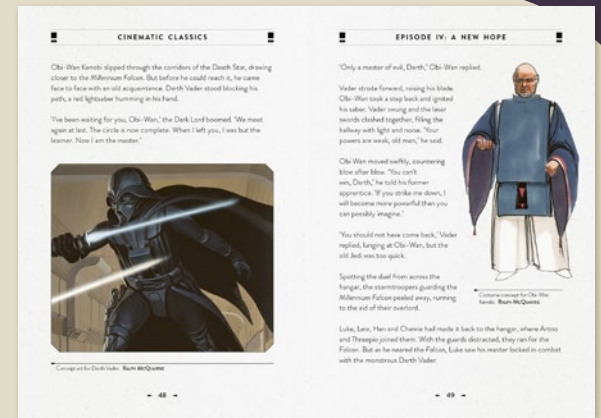 CINEMATIC CLASSICS
Obi-Wan Kenobi slipped through the corridors of the Death Star, drawing
closer to the Millennium Falcon. But before he could reach it, he came
face to face with an old acquaintance. Darth Vader stood blocking his
path, a red lightsaber humming in his hand.
'I've been waiting for you, Obi-Wan,' the Dark Lord boomed. 'We meet
again at last. The circle is now complete. When I left you, I was but the
learner. Now I am the master.'
Concept art for Darth Vader. RALPH MCQUARRIE
48
EPISODE IV: A NEW HOPE
'Only a master of evil, Darth,' Obi-Wan replied.
Vader strode forward, raising his blade.
Obi-Wan took a step back and ignited
his saber. Vader swung and the laser
swords clashed together, filling the
hallway with light and noise. 'Your
powers are weak, old man,' he said.
Obi Wan moved swiftly, countering
blow after blow. 'You can't
win, Darth,' he told his former
apprentice. 'If you strike me down, I
will become more powerful than you
can possibly imagine.'
'You should not have come back,' Vader
replied, lunging at Obi-Wan, but the
old Jedi was too quick.
Spotting the duel from across the
hangar, the stormtroopers guarding the
Millennium Falcon peeled away, running
to the aid of their overlord.
Costume concept for Obi-Wan
Kenobi. RALPH MCQUARRIE
Luke, Leia, Han and Chewie had made it back to the hangar, where Artoo
and Threepio joined them. With the guards distracted, they ran for the
Falcon. But as he neared the Falcon, Luke saw his master locked in combat
with the monstrous Darth Vader.
49